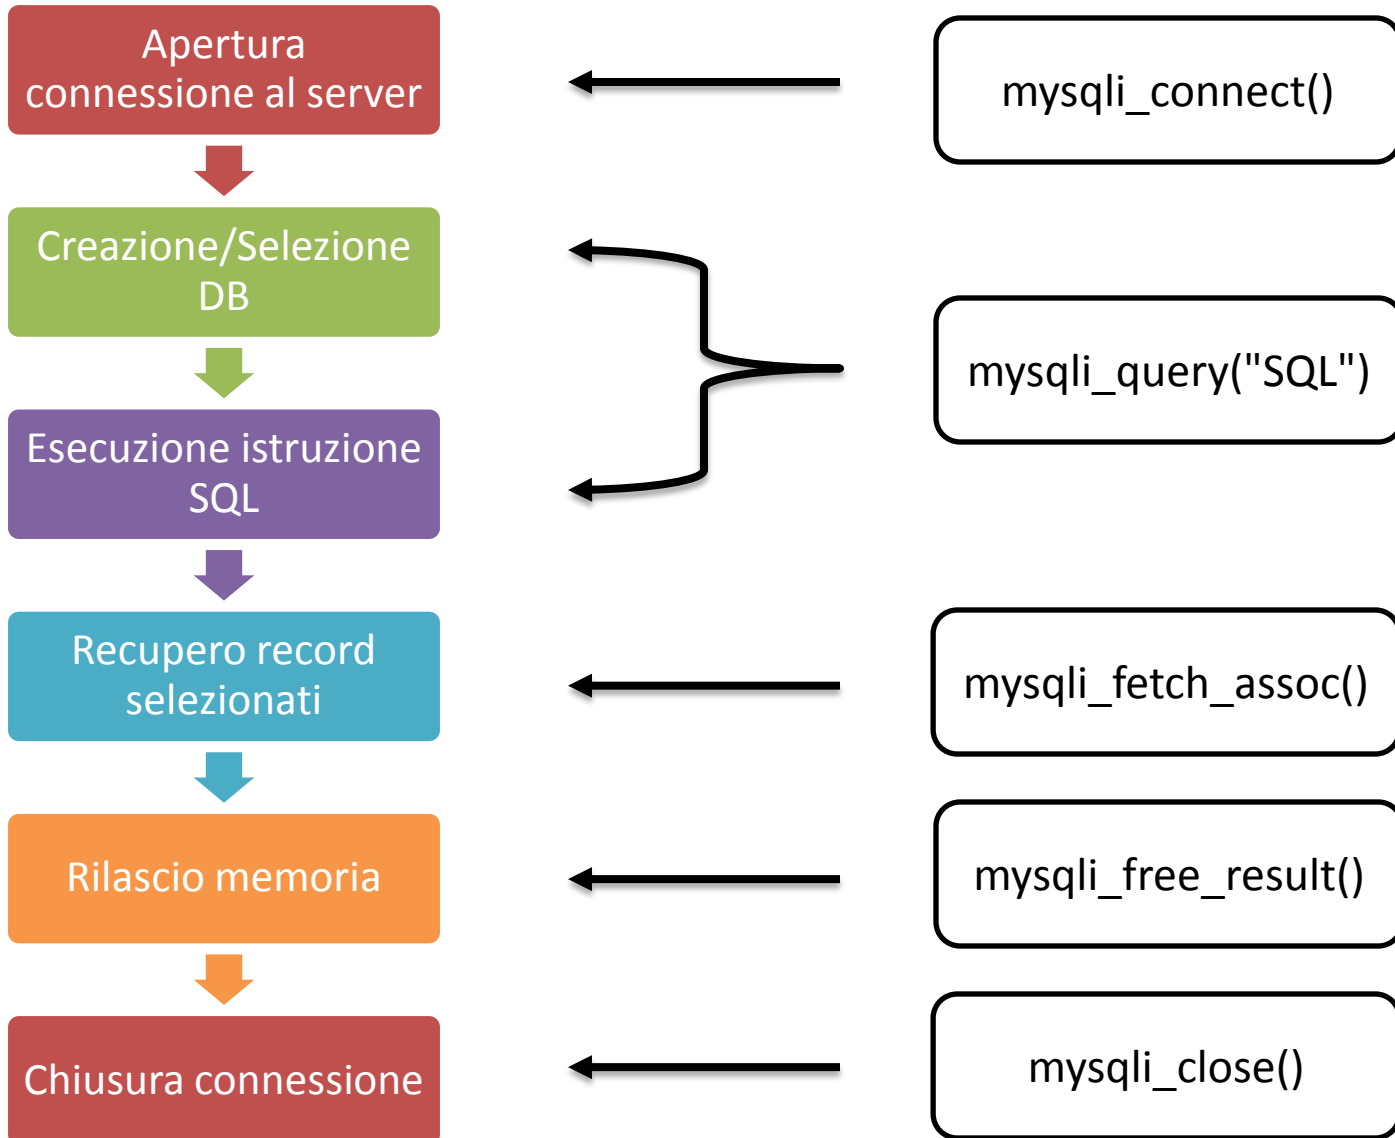 Apertura
connessione al server
mysqli_connect()
Creazione/Selezione
DB
mysqli_query("SQL")
Esecuzione istruzione
SQL
Recupero record
selezionati
mysqli_fetch_assoc()
Rilascio memoria
mysqli_free_result()
Chiusura connessione
mysqli_close()